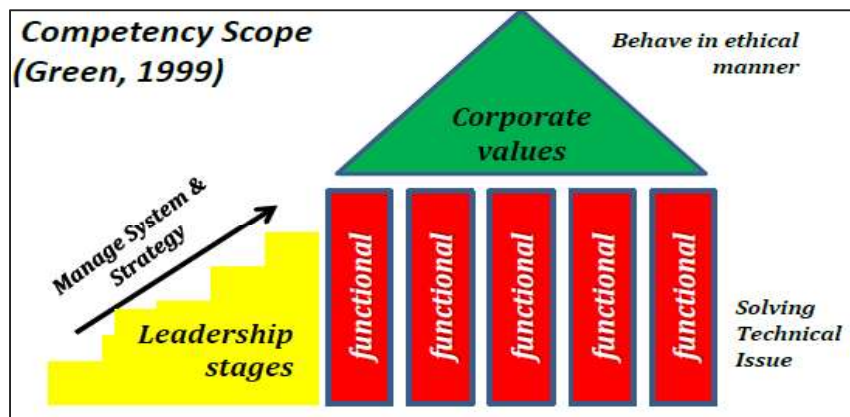 Competency Scope
(Green, 1999)
Behave in ethical
manner
Corporate
values
Manage System &
Strategy
Leadership
stages
functional
functional
functional
functional
functional
Solving
Technical
Issue